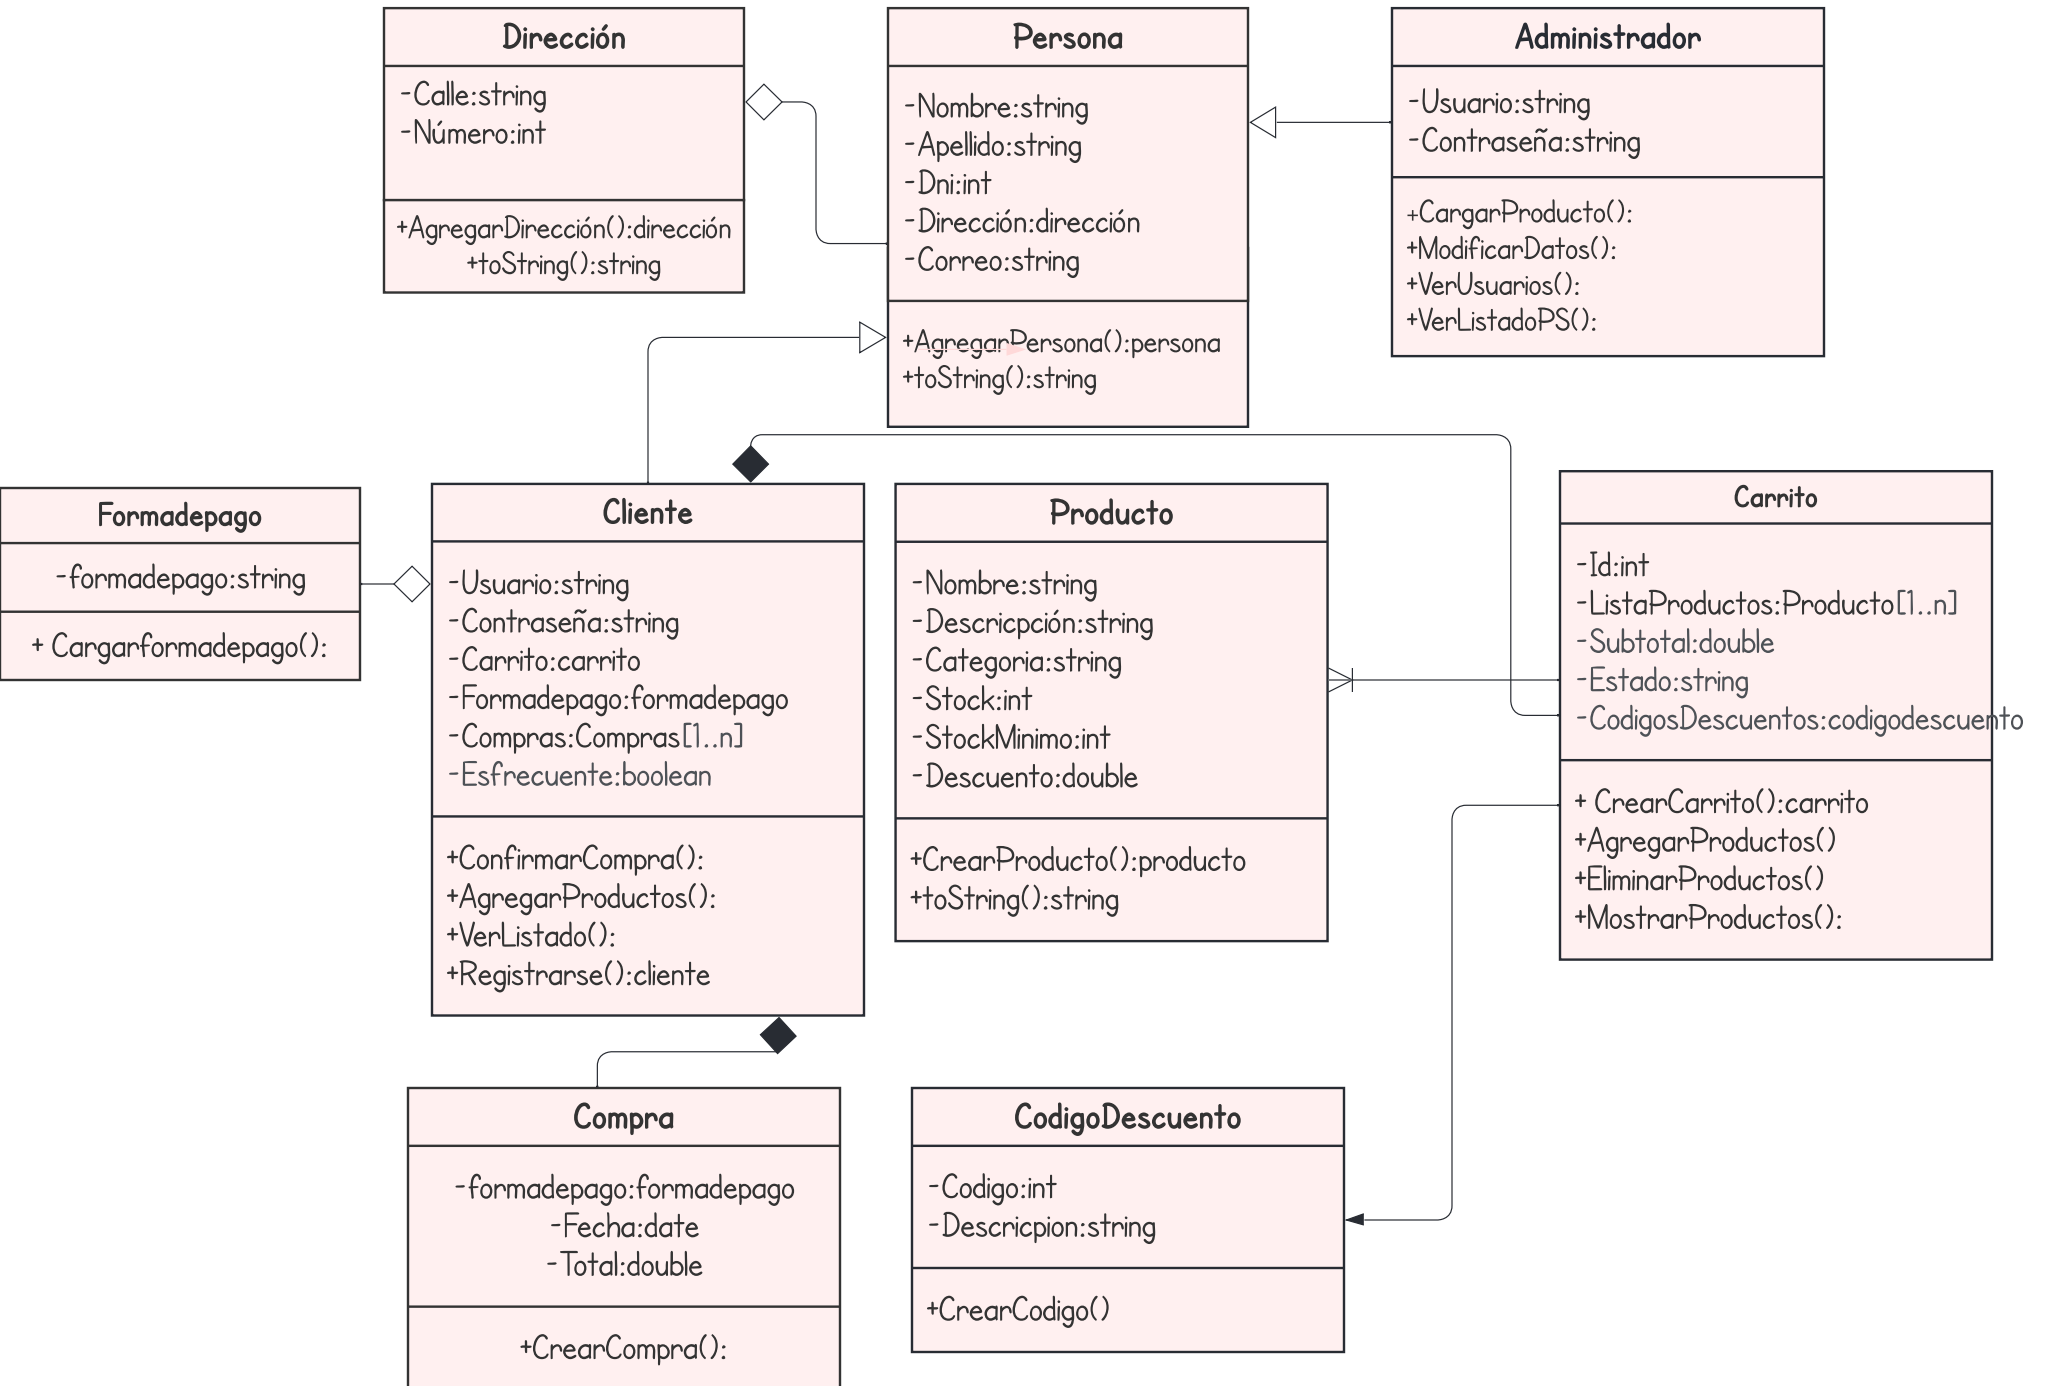 Dirección
-Calle:string
-Número:int
+AgregarDirección():dirección
+toString():string
Persona
-Nombre:string
-Apellido:string
-Dni:int
-Dirección:dirección
-Correo:string
+AgregarPersona():persona
+toString():string
Administrador
-Usuario:string
-Contraseña:string
+CargarProducto():
+ModificarDatos():
+VerUsuarios():
+VerListadoPS():
Formadepago
-formadepago:string
+ Cargarformadepago():
Cliente
-Usuario:string
-Contraseña:string
-Carrito:carrito
-Formadepago:formadepago
-Compras:Compras[1..n]
-Esfrecuente:boolean
+ConfirmarCompra():
+AgregarProductos():
+VerListado():
+Registrarse():cliente
Producto
-Nombre:string
-Descricpción:string
-Categoria:string
-Stock:int
-StockMinimo:int
-Descuento:double
+CrearProducto():producto
+toString():string
Carrito
-Id:int
-ListaProductos:Producto[1..n]
-Subtotal:double
-Estado:string
-CodigosDescuentos:codigodescuento
+ CrearCarrito():carrito
+AgregarProductos()
+EliminarProductos()
+MostrarProductos():
Compra
-formadepago:formadepago
-Fecha:date
-Total:double
+CrearCompra():
CodigoDescuento
-Codigo:int
-Descricpion:string
+CrearCodigo()